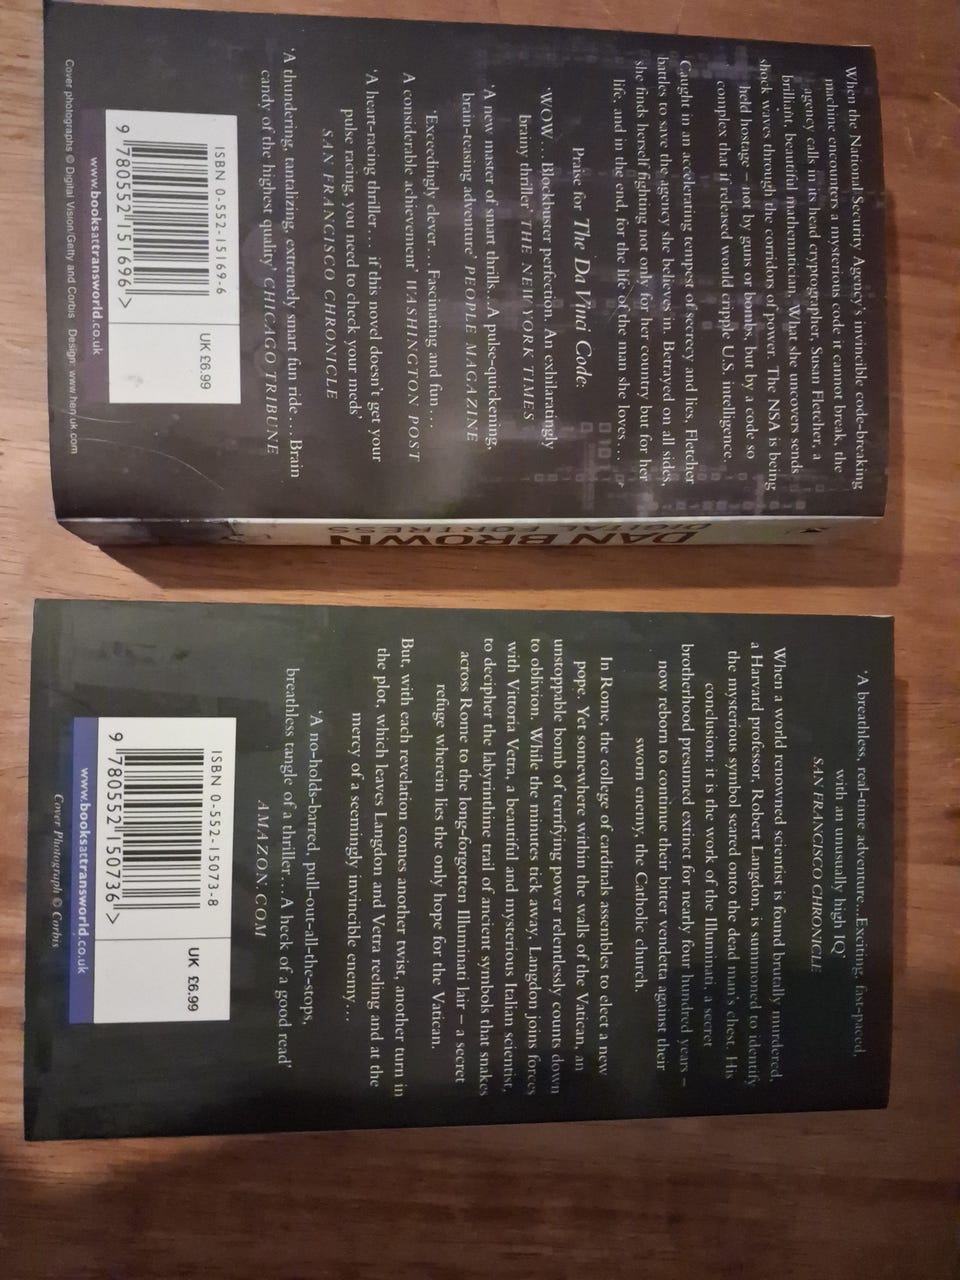 When the National Security Agency's invincible code-breaking
machine encounters a mysterious code it cannot break, the
agency calls in its head cryptographer, Susan Fletcher, a
brilliant, beautiful mathematician. What she uncovers sends
shock waves through the corridors of power. The NSA is being
held hostage – not by guns or bombs, but by a code so
complex that if released would cripple U.S. intelligence.
Caught in an accelerating tempest of secrecy and lies, Fletcher
battles to save the agency she believes in. Betrayed on all sides,
she finds herself fighting not only for her country but for her
life, and in the end, for the life of the man she loves…
Praise for The Da Vinci Code:
'WOW… Blockbuster perfection. An exhilaratingly
brainy thriller' THE NEW YORK TIMES
'A new master of smart thrills. A pulse-quickening,
brain-teasing adventure' PEOPLE MAGAZINE
'Exceedingly clever… Fascinating and fun…
A considerable achievement' WASHINGTON POST
'A heart-racing thriller… if this novel doesn't get your
pulse racing, you need to check your meds'
SAN FRANCISCO CHRONICLE
'A thundering, tantalizing, extremely smart fun ride… Brain
candy of the highest quality' CHICAGO TRIBUNE
ISBN 0-552-15169-6
9 780552 151696 >
UK £6.99
www.booksattransworld.co.uk
Cover photographs © Digital Vision/Getty and Corbis Design: www.henuk.com
DAN BROWN
DIGITAL FORTRESS
'A breathless, real-time adventure… Exciting, fast-paced,
with an unusually high IQ'
SAN FRANCISCO CHRONICLE
When a world renowned scientist is found brutally murdered,
a Harvard professor, Robert Langdon, is summoned to identify
the mysterious symbol seared onto the dead man's chest. His
conclusion: it is the work of the Illuminati, a secret
brotherhood presumed extinct for nearly four hundred years –
now reborn to continue their bitter vendetta against their
sworn enemy, the Catholic church.
In Rome, the college of cardinals assembles to elect a new
pope. Yet somewhere within the walls of the Vatican, an
unstoppable bomb of terrifying power relentlessly counts down
to oblivion. While the minutes tick away, Langdon joins forces
with Vittoria Vetra, a beautiful and mysterious Italian scientist,
to decipher the labyrinthine trail of ancient symbols that snakes
across Rome to the long-forgotten Illuminati lair – a secret
refuge wherein lies the only hope for the Vatican.
But, with each revelation comes another twist, another turn in
the plot, which leaves Langdon and Vetra reeling and at the
mercy of a seemingly invincible enemy…
'A no-holds-barred, pull-out-all-the-stops,
breathless tangle of a thriller… A heck of a good read'
AMAZON.COM
ISBN 0-552-15073-8
9 780552 150736 >
UK £6.99
www.booksattransworld.co.uk
Cover Photograph © Corbis